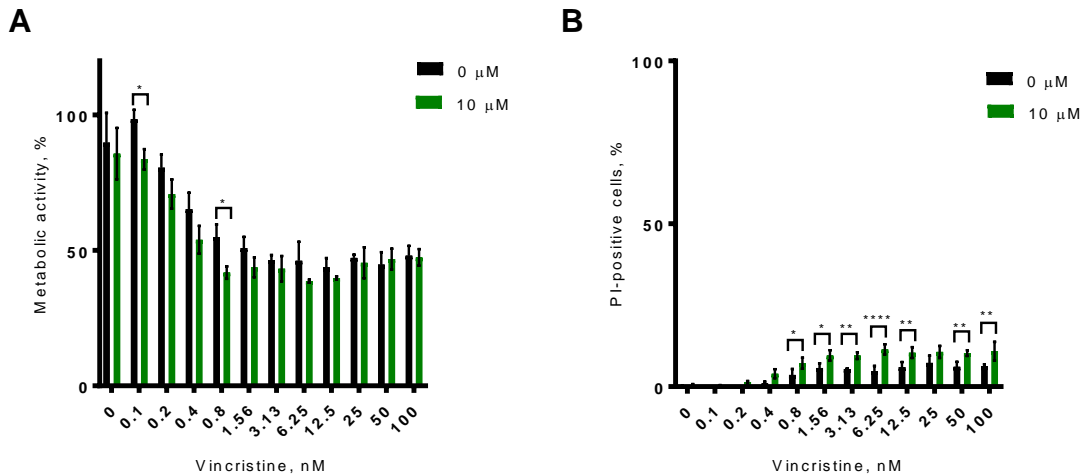 A
Metabolic activity, %
100
50
0
*
*
0 μM
10 μM
0 0.1 0.2 0.4 0.8 1.56 3.13 6.25 12.5 25 50 100
Vincristine, nM
B
PI-positive cells, %
100
50
0
* * ** **** ** ** **
0 μM
10 μM
0 0.1 0.2 0.4 0.8 1.56 3.13 6.25 12.5 25 50 100
Vincristine, nM